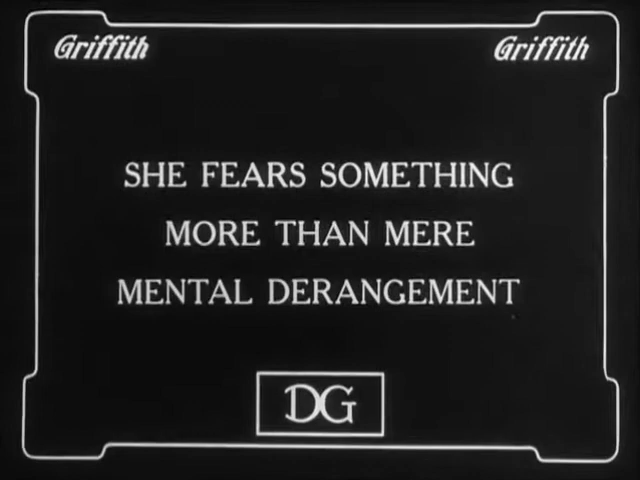 Griffith Griffith
SHE FEARS SOMETHING
MORE THAN MERE
MENTAL DERANGEMENT
DG